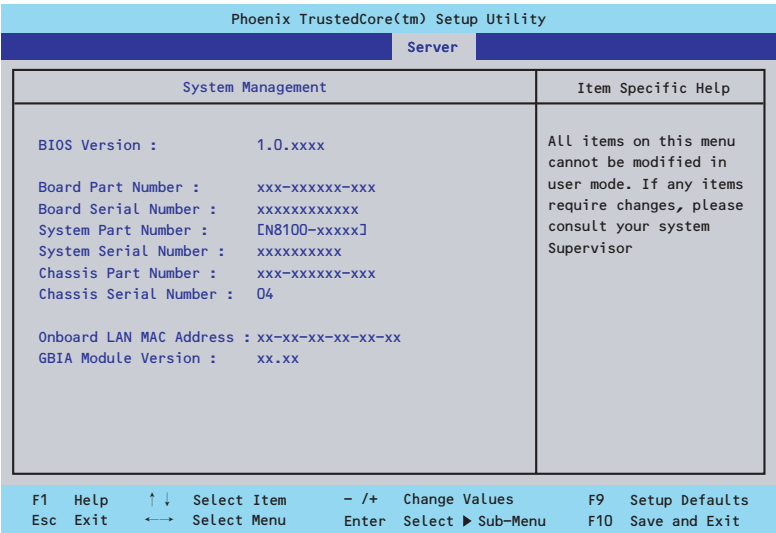 Phoenix TrustedCore(tm) Setup Utility
Server
System Management
Item Specific Help
BIOS Version : 1.0.xxxx
Board Part Number : xxx-xxxxxx-xxx
Board Serial Number : xxxxxxxxxxxx
System Part Number : [N8100-xxxxx]
System Serial Number : xxxxxxxxxx
Chassis Part Number : xxx-xxxxxx-xxx
Chassis Serial Number : 04
Onboard LAN MAC Address : xx-xx-xx-xx-xx-xx
GBIA Module Version : xx.xx
All items on this menu
cannot be modified in
user mode. If any items
require changes, please
consult your system
Supervisor
F1 Help ↑↓ Select Item - /+ Change Values F9 Setup Defaults
Esc Exit ←→ Select Menu Enter Select ▶ Sub-Menu F10 Save and Exit